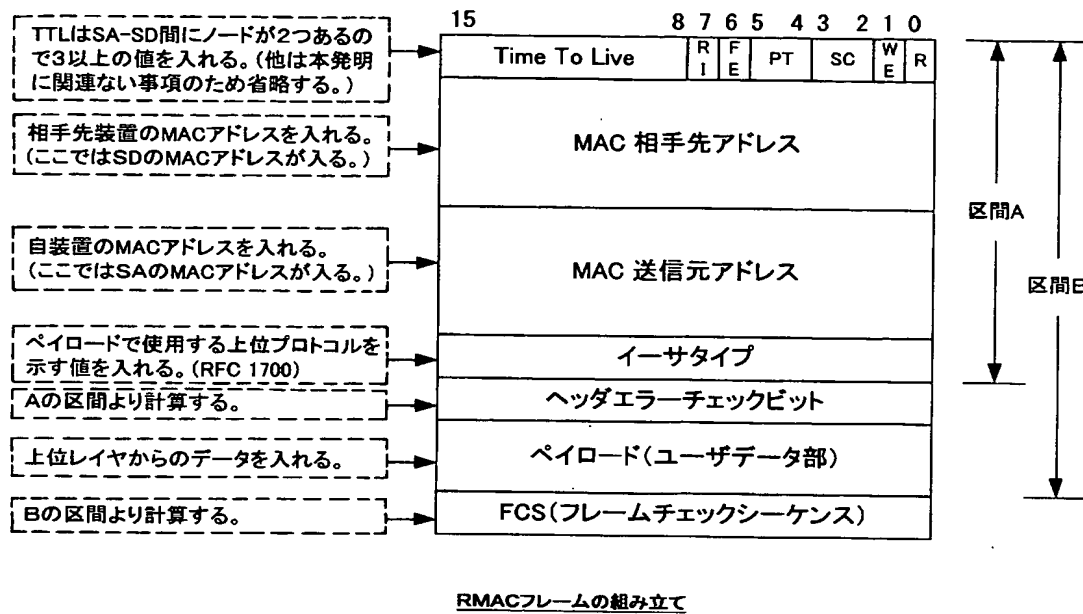 TTLはSA-SD間にノードが2つあるの
で3以上の値を入れる。(他は本発明
に関連ない事項のため省略する。)
15 8 7 6 5 4 3 2 1 0
Time To Live
R
I
F
E
PT
SC
W
E
R
相手先装置のMACアドレスを入れる。
(ここではSDのMACアドレスが入る。)
MAC 相手先アドレス
区間A
自装置のMACアドレスを入れる。
(ここではSAのMACアドレスが入る。)
MAC 送信元アドレス
区間B
ペイロードで使用する上位プロトコルを
示す値を入れる。(RFC 1700)
イーサタイプ
Aの区間より計算する。
ヘッダエラーチェックビット
上位レイヤからのデータを入れる。
ペイロード(ユーザデータ部)
Bの区間より計算する。
FCS(フレームチェックシーケンス)
RMACフレームの組み立て